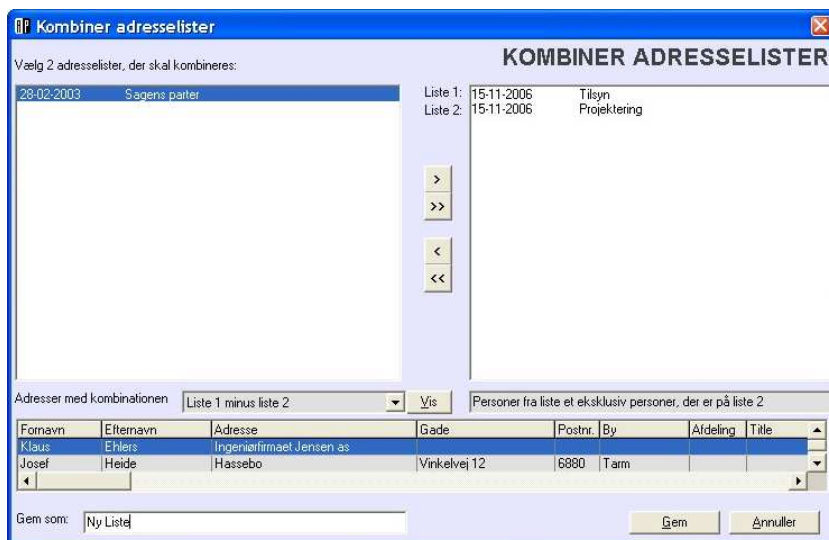 Kombiner adresselister
KOMBINER ADRESSELISTER
Vælg 2 adresselister, der skal kombineres:
28-02-2003 Sagens parter
Liste 1: 15-11-2006 Tilsyn
Liste 2: 15-11-2006 Projektering
>
>>
<
<<
Adresser med kombinationen Liste 1 minus liste 2 Vis Personer fra liste et eksklusiv personer, der er på liste 2
Fornavn Efternavn Adresse Gade Postnr. By Afdeling Title
Klaus Ehlers Ingeniørfirmaet Jensen as
Josef Heide Hassebo Vinkelvej 12 6880 Tarm
Gem som: Ny Liste Gem Annuller